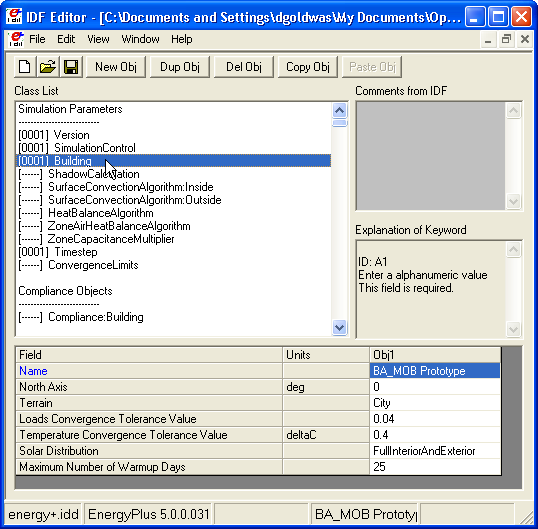 IDF Editor - [C:\Documents and Settings\dgoldwas\My Documents\Op...
File Edit View Window Help
New Obj Dup Obj Del Obj Copy Obj Paste Obj
Class List
Comments from IDF
Simulation Parameters
------------------------
[0001] Version
[0001] SimulationControl
[0001] Building
[------] ShadowCalculation
[------] SurfaceConvectionAlgorithm:Inside
[------] SurfaceConvectionAlgorithm:Outside
[------] HeatBalanceAlgorithm
[------] ZoneAirHeatBalanceAlgorithm
[------] ZoneCapacitanceMultiplier
[0001] Timestep
[------] ConvergenceLimits
Compliance Objects
------------------------
[------] Compliance:Building
Explanation of Keyword
ID: A1
Enter a alphanumeric value
This field is required.
Field Units Obj1
Name BA_MOB Prototype
North Axis deg 0
Terrain City
Loads Convergence Tolerance Value 0.04
Temperature Convergence Tolerance Value deltaC 0.4
Solar Distribution FullInteriorAndExterior
Maximum Number of Warmup Days 25
energy+.idd EnergyPlus 5.0.0.031 BA_MOB Prototyp